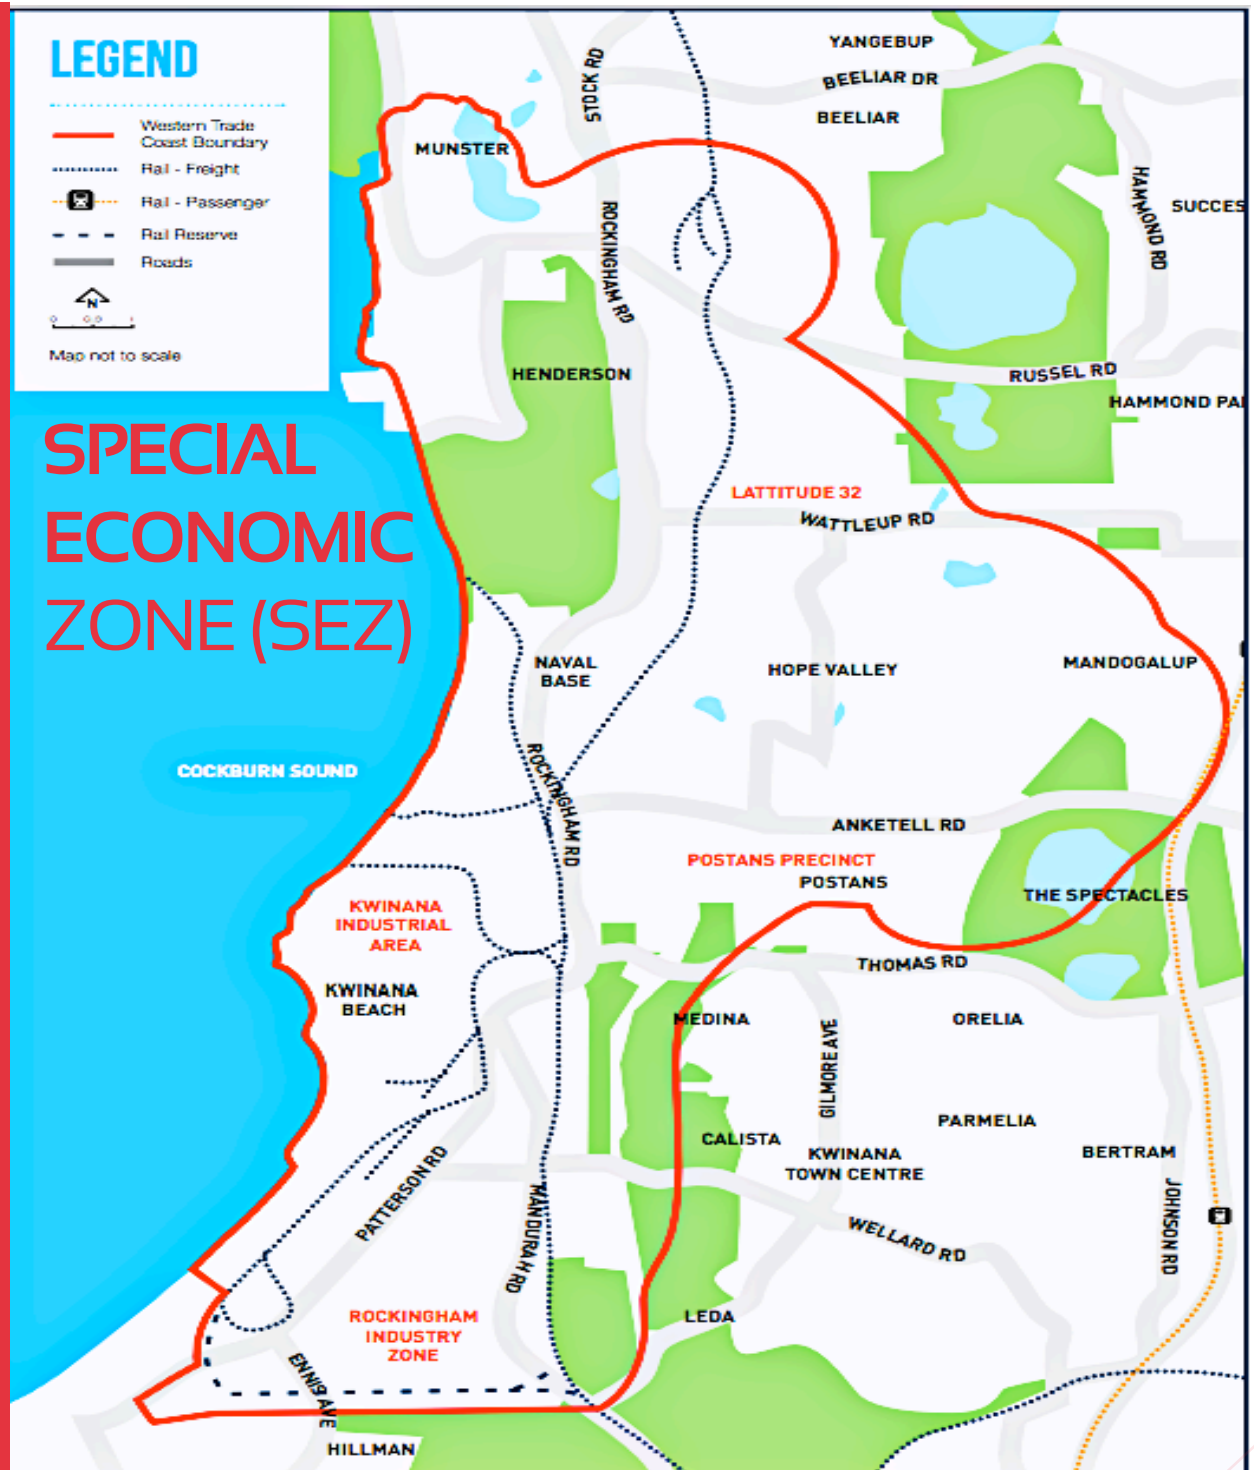 LEGEND
Western Trade
Coast Boundary
Rail - Freight
Rail - Passenger
Rail Reserve
Roads
N
Map not to scale
SPECIAL
ECONOMIC
ZONE (SEZ)
YANGEBUP
BEELIAR DR
BEELIAR
STOCK RD
MUNSTER
HAMMOND RD
SUCCES
ROCKINGHAM RD
HENDERSON
RUSSEL RD
HAMMOND PA
LATTITUDE 32
WATTLEUP RD
NAVAL
BASE
HOPE VALLEY
MANDOGALUP
COCKBURN SOUND
ROCKINGHAM RD
ANKETELL RD
POSTANS PRECINCT
POSTANS
THE SPECTACLES
KWINANA
INDUSTRIAL
AREA
KWINANA
BEACH
THOMAS RD
MEDINA
ORELIA
GILMORE AVE
PARMELIA
CALISTA
KWINANA
TOWN CENTRE
BERTRAM
PATTERSON RD
MANDURAH RD
WELLARD RD
JOHNSON RD
ROCKINGHAM
INDUSTRY
ZONE
LEDA
ENNIS AVE
HILLMAN